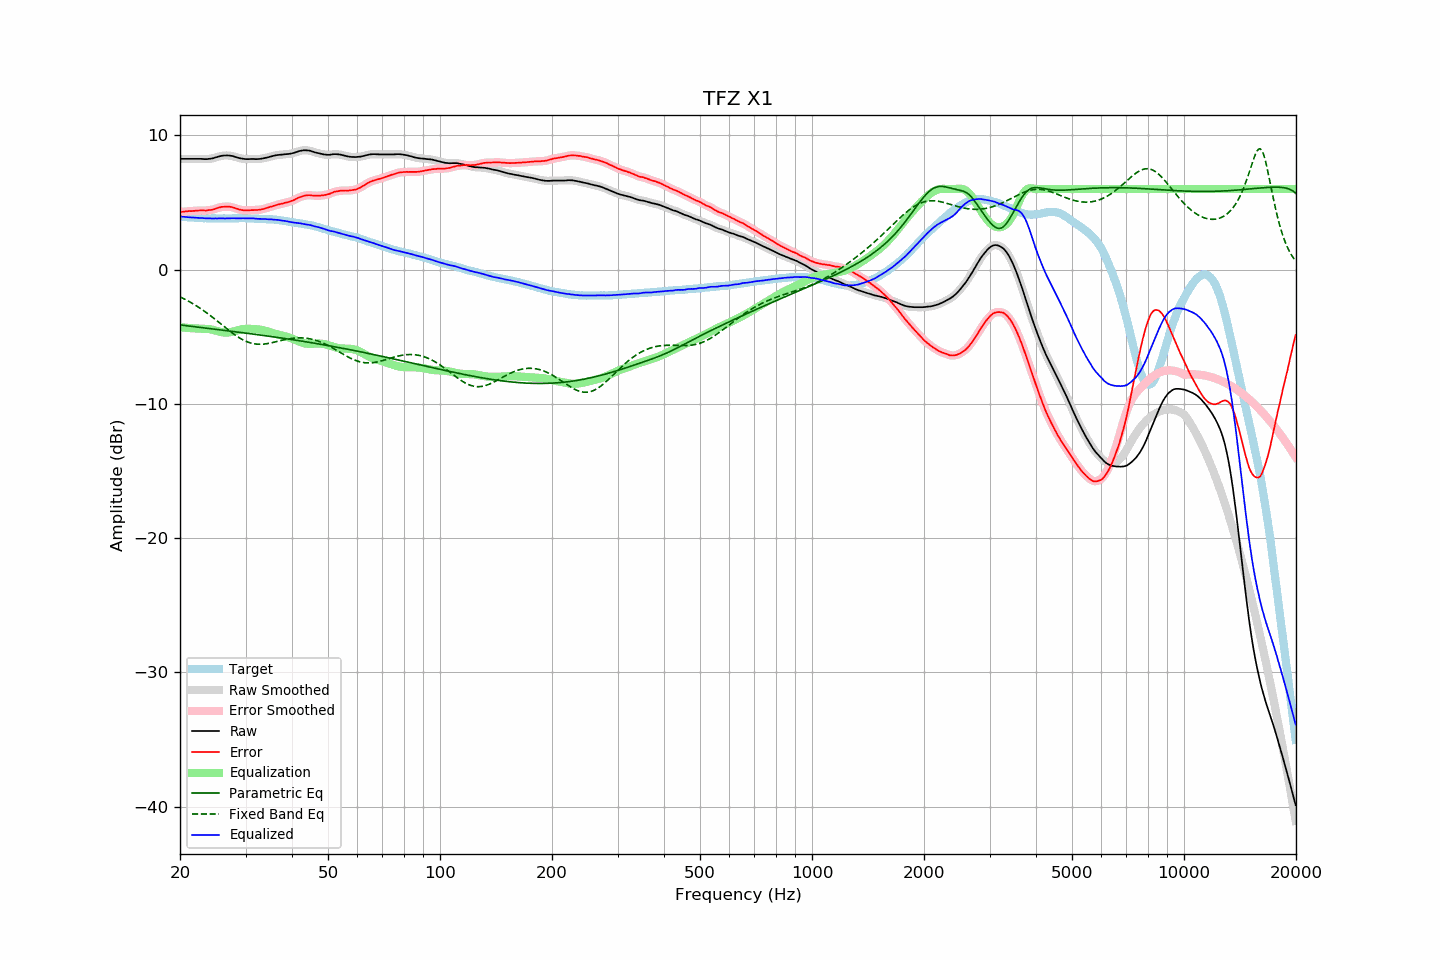 TFZ X1
10
0
−10
−20
−30
−40
Amplitude (dBr)
Target
Raw Smoothed
Error Smoothed
Raw
Error
Equalization
Parametric Eq
Fixed Band Eq
Equalized
20 50 100 200 500 1000 2000 5000 10000 20000
Frequency (Hz)